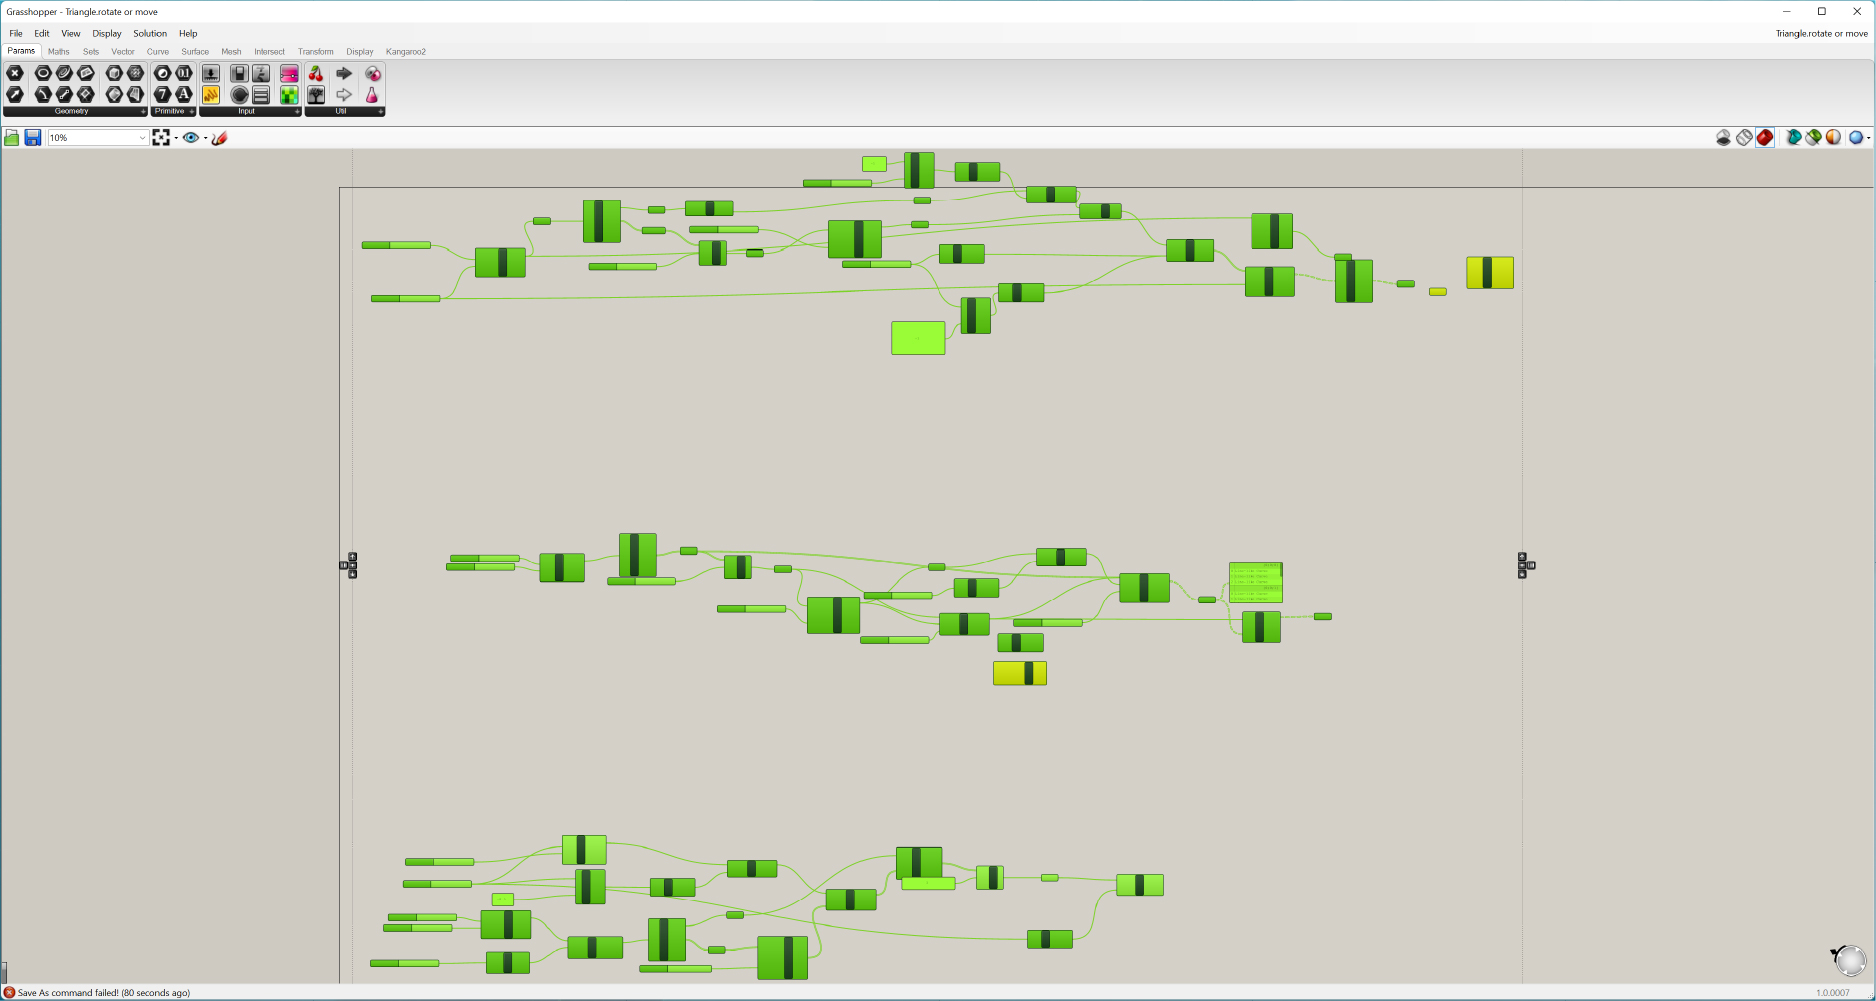 Grasshopper - Triangle.rotate or move
File Edit View Display Solution Help
Triangle.rotate or move
Params Maths Sets Vector Curve Surface Mesh Intersect Transform Display Kangaroo2
Geometry Primitive Input Util
10%
Save As command failed! (80 seconds ago)
1.0.0007